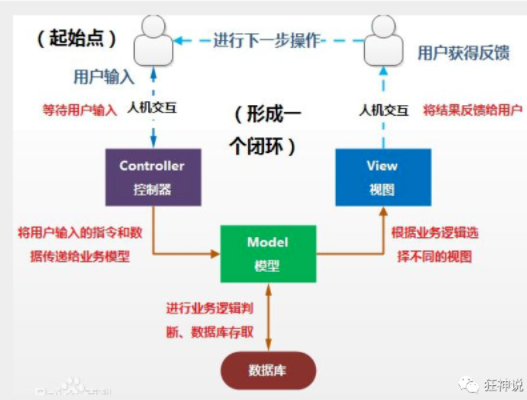 （起始点）
进行下一步操作
用户输入
用户获得反馈
等待用户输入
人机交互
（形成一
个闭环）
人机交互
将结果反馈给用户
Controller
控制器
View
视图
将用户输入的指令和数
据传递给业务模型
Model
模型
根据业务逻辑选
择不同的视图
进行业务逻辑判
断、数据库存取
数据库
狂神说